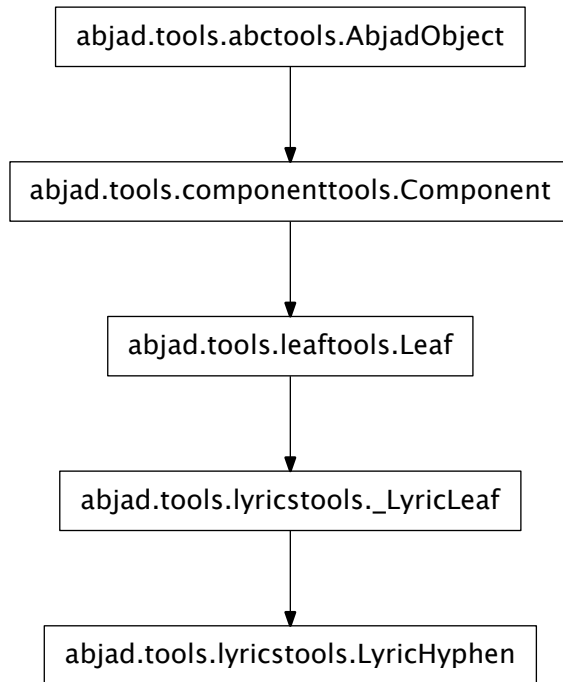 abjad.tools.abctools.AbjadObject
abjad.tools.componenttools.Component
abjad.tools.leaftools.Leaf
abjad.tools.lyricstools._LyricLeaf
abjad.tools.lyricstools.LyricHyphen